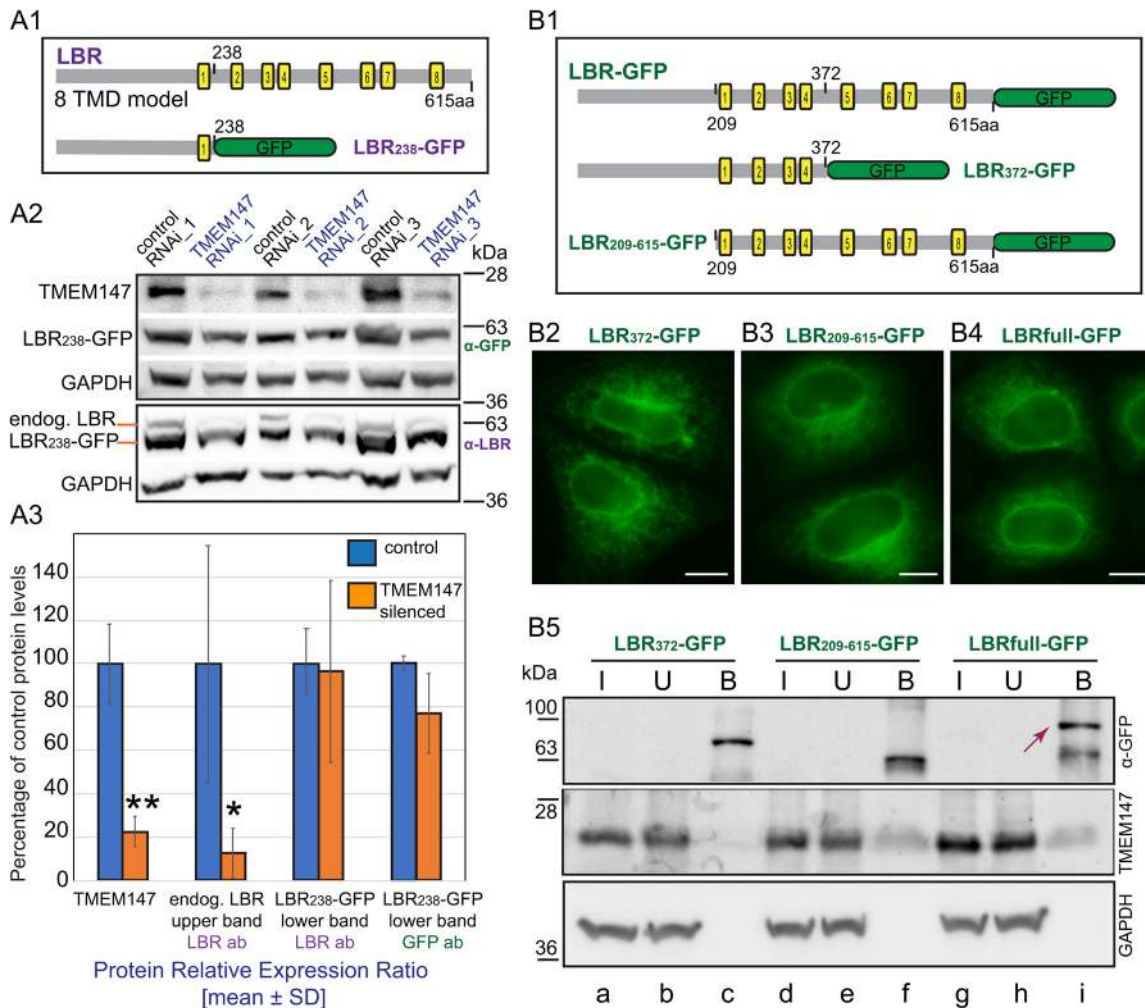 A1
LBR
238
1 2 3 4 5 6 7 8
8 TMD model
615aa
238
1
GFP
LBR238-GFP
A2
control RNAi_1
TMEM147 RNAi_1
control RNAi_2
TMEM147 RNAi_2
control RNAi_3
TMEM147 RNAi_3
kDa
TMEM147
28
LBR238-GFP
63
α-GFP
GAPDH
36
endog. LBR
63
LBR238-GFP
α-LBR
GAPDH
36
A3
Percentage of control protein levels
140
120
100
80
60
40
20
0
control
TMEM147 silenced
**
*
TMEM147
endog. LBR upper band LBR ab
LBR238-GFP lower band LBR ab
LBR238-GFP lower band GFP ab
Protein Relative Expression Ratio
[mean ± SD]
B1
LBR-GFP
372
1 2 3 4 5 6 7 8
GFP
209
615aa
372
1 2 3 4
GFP
LBR372-GFP
LBR209-615-GFP
1 2 3 4 5 6 7 8
GFP
209
615aa
B2
LBR372-GFP
B3
LBR209-615-GFP
B4
LBRfull-GFP
B5
LBR372-GFP
LBR209-615-GFP
LBRfull-GFP
kDa
I U B I U B I U B
100
63
α-GFP
28
TMEM147
36
GAPDH
a b c d e f g h i